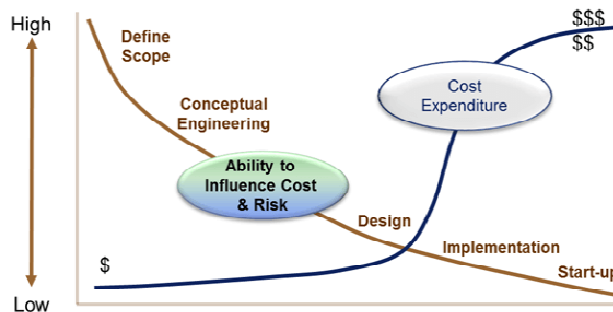 High
Define
Scope
$$$
$$
Cost
Expenditure
Conceptual
Engineering
Ability to
Influence Cost
& Risk
Design
Implementation
Start-up
$
Low